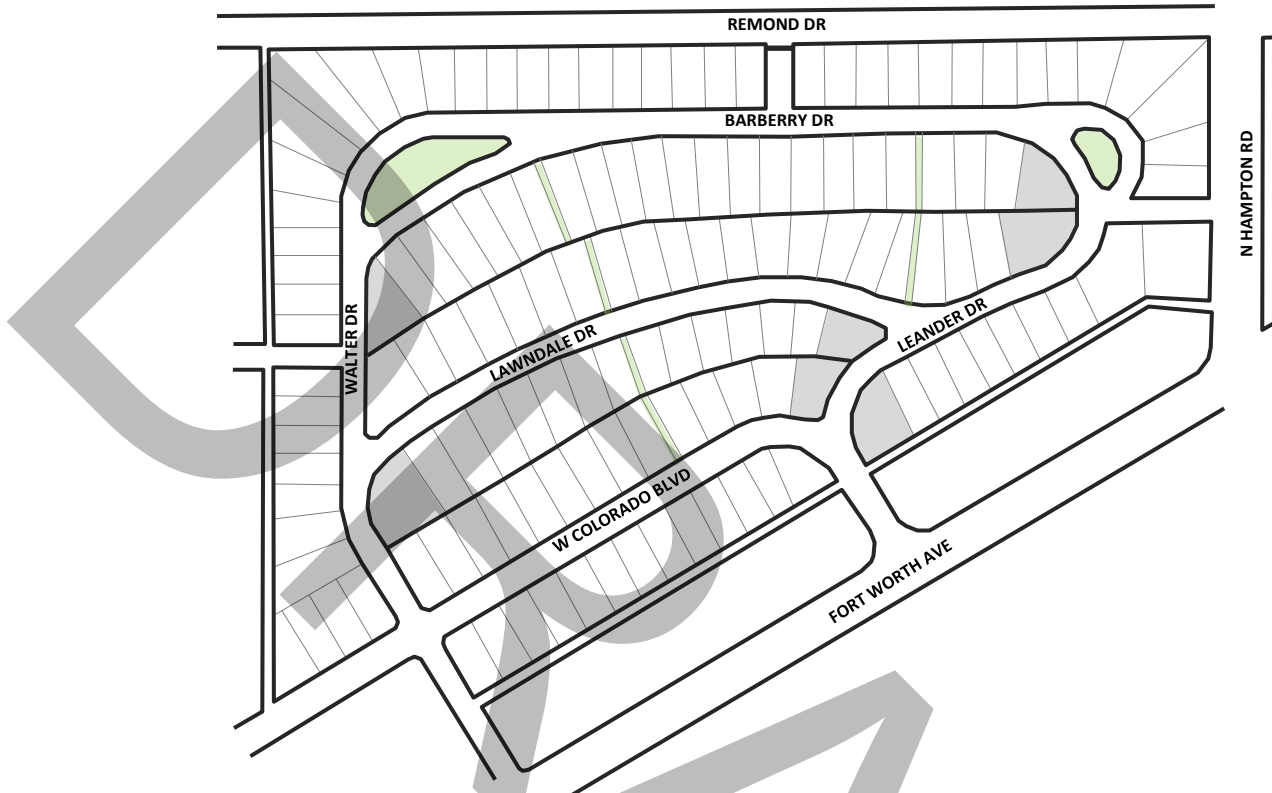 REMOND DR
BARBERRY DR
N HAMPTON RD
WALTER DR
LAWNDALE DR
LEANDER DR
W COLORADO BLVD
FORT WORTH AVE